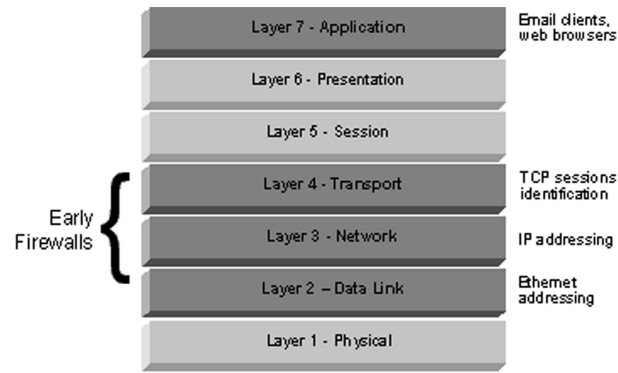 Layer 7 - Application
Email clients,
web browsers
Layer 6 - Presentation
Layer 5 - Session
Layer 4 - Transport
TCP sessions
identification
Early
Firewalls
Layer 3 - Network
IP addressing
Layer 2 – Data Link
Ethernet
addressing
Layer 1 - Physical